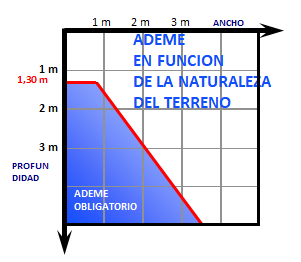 1 m 2 m 3 m ANCHO
ADEME
EN FUNCION
DE LA NATURALEZA
DEL TERRENO
1 m
1,30 m
2 m
3 m
PROFUN
DIDAD
ADEME
OBLIGATORIO